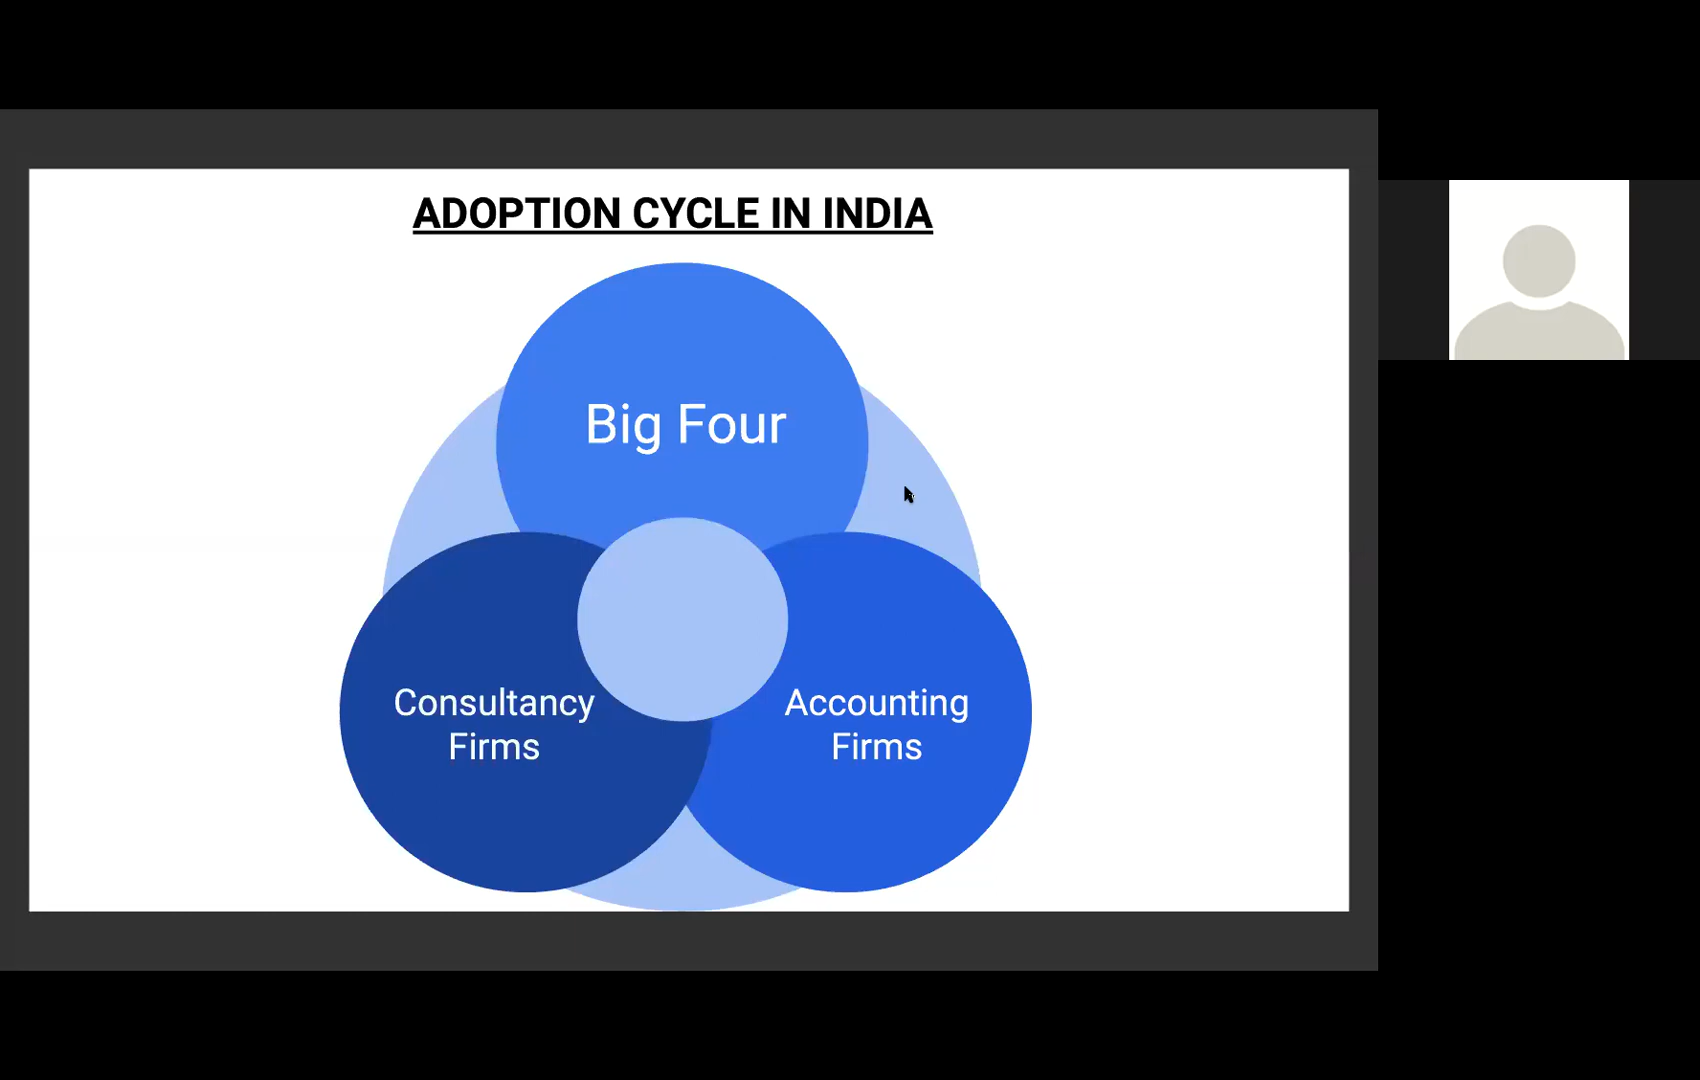 ADOPTION CYCLE IN INDIA
Big Four
Consultancy
Firms
Accounting
Firms